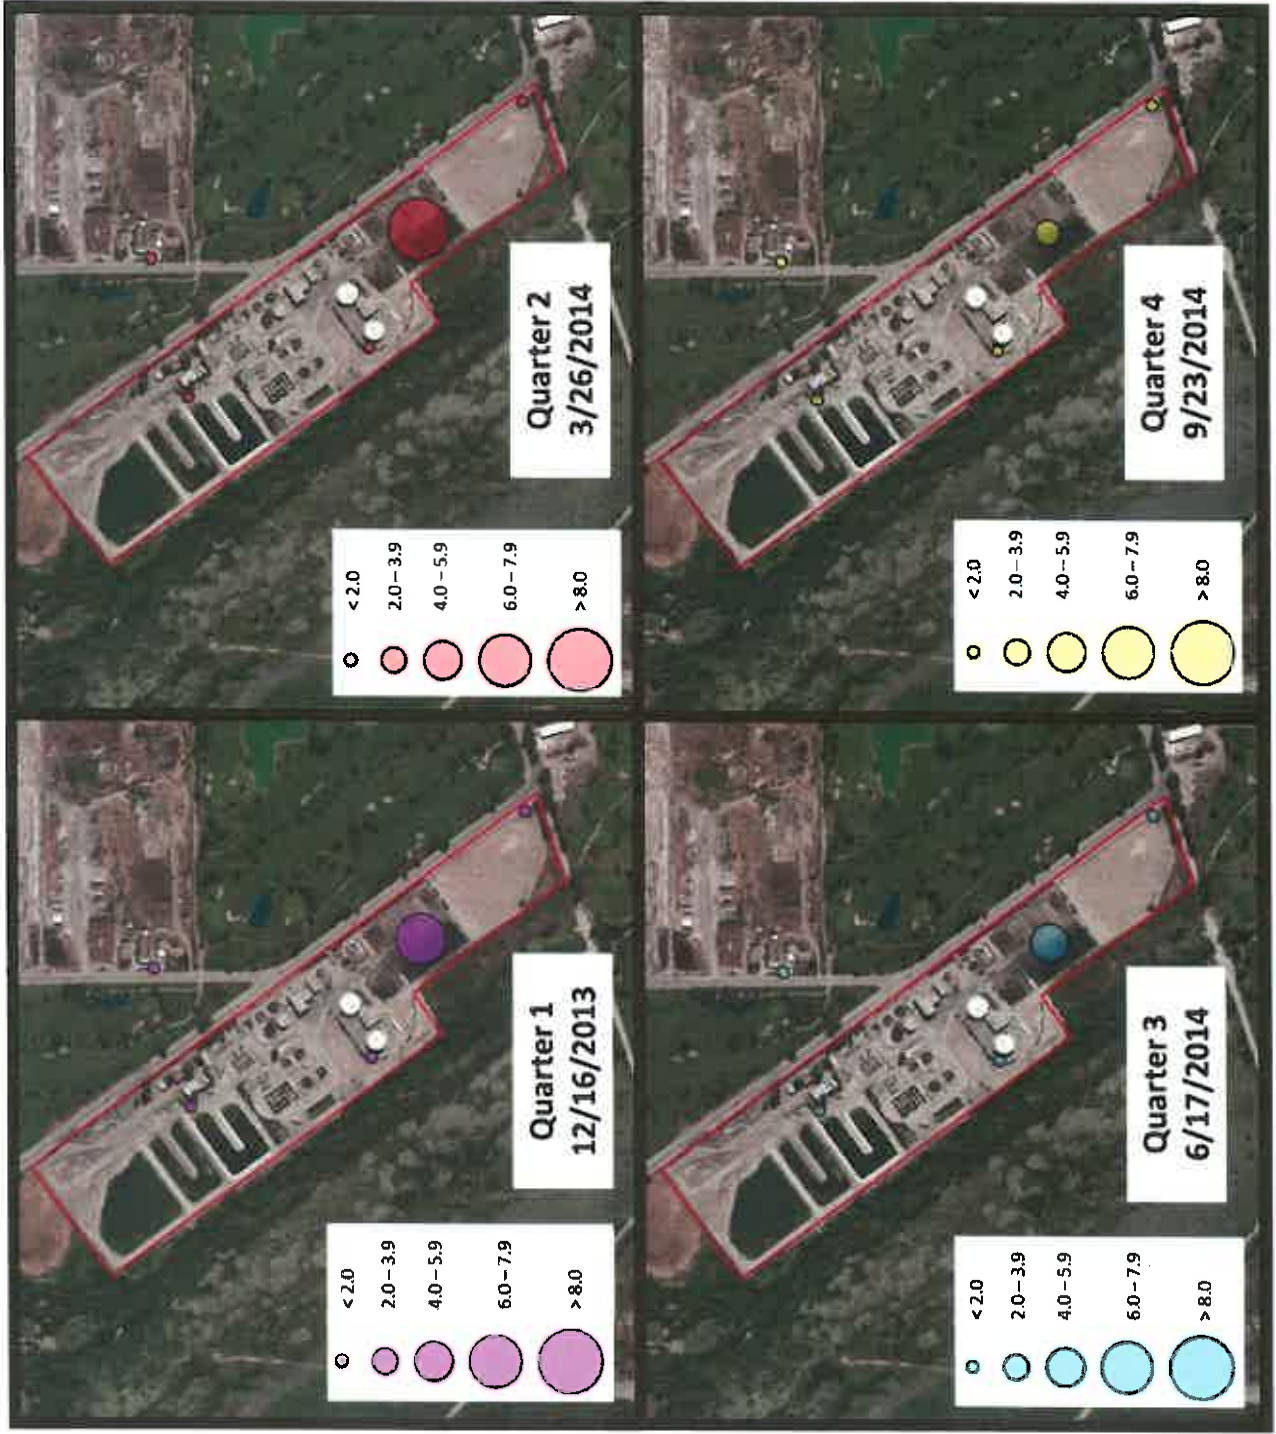 Quarter 1
12/16/2013
< 2.0
2.0 – 3.9
4.0 – 5.9
6.0 – 7.9
> 8.0
Quarter 2
3/26/2014
< 2.0
2.0 – 3.9
4.0 – 5.9
6.0 – 7.9
> 8.0
Quarter 3
6/17/2014
< 2.0
2.0 – 3.9
4.0 – 5.9
6.0 – 7.9
> 8.0
Quarter 4
9/23/2014
< 2.0
2.0 – 3.9
4.0 – 5.9
6.0 – 7.9
> 8.0